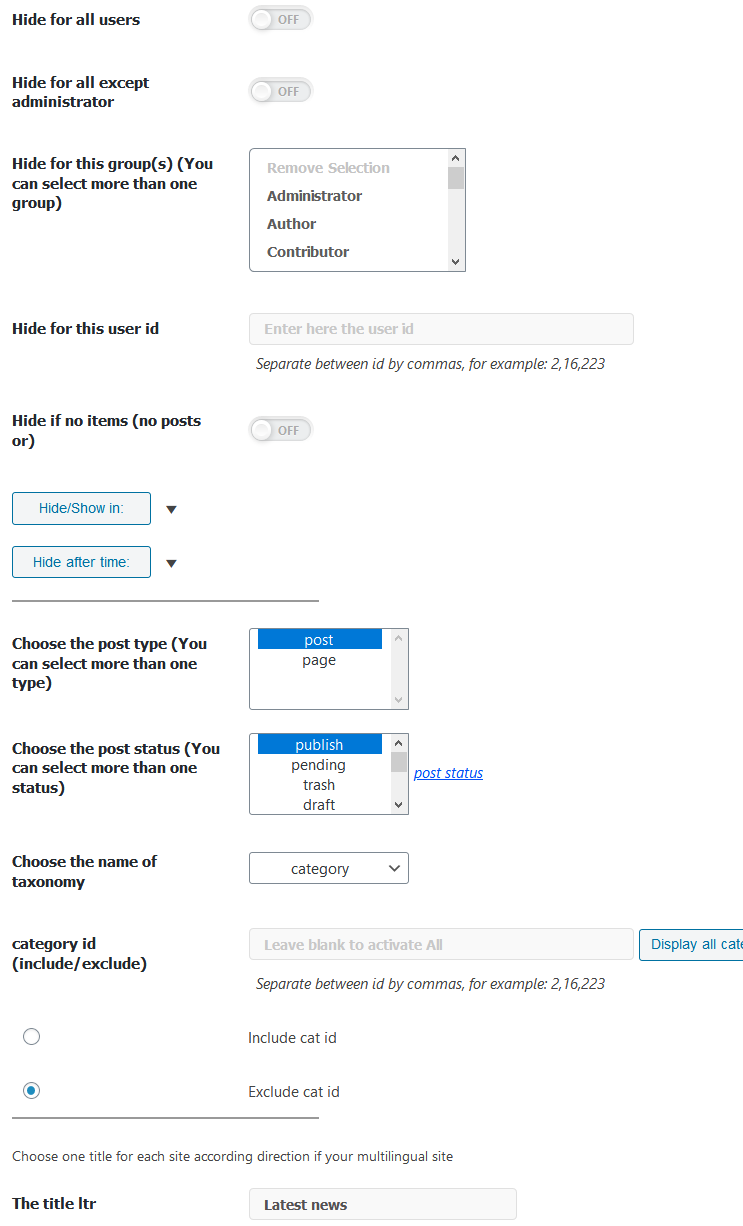 Hide for all users
OFF
Hide for all except
administrator
OFF
Hide for this group(s) (You
can select more than one
group)
Remove Selection
Administrator
Author
Contributor
Hide for this user id
Enter here the user id
Separate between id by commas, for example: 2,16,223
Hide if no items (no posts
or)
OFF
Hide/Show in:
Hide after time:
Choose the post type (You
can select more than one
type)
post
page
Choose the post status (You
can select more than one
status)
publish
pending
trash
draft
post status
Choose the name of
taxonomy
category
category id
(include/exclude)
Leave blank to activate All
Display all cate
Separate between id by commas, for example: 2,16,223
Include cat id
Exclude cat id
Choose one title for each site according direction if your multilingual site
The title ltr
Latest news